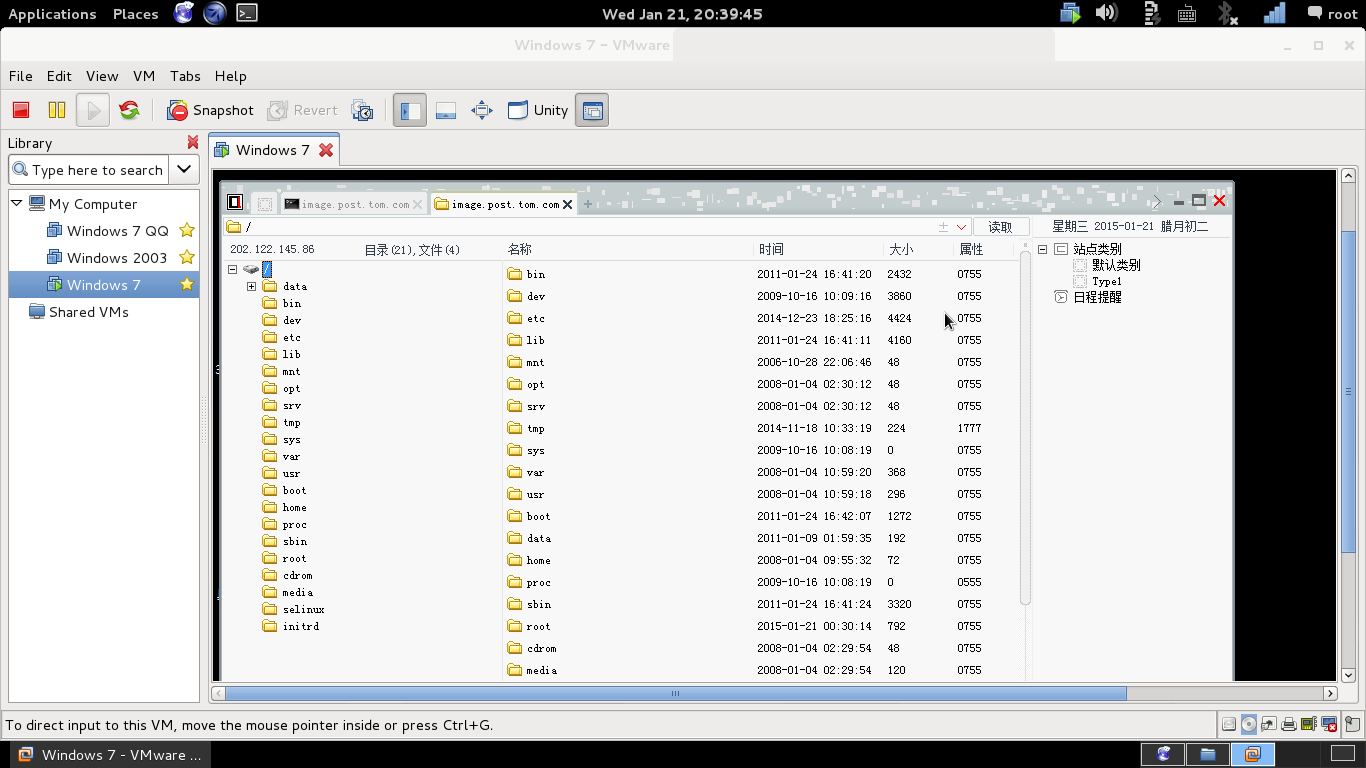 Applications Places Wed Jan 21, 20:39:45 root
Windows 7 - VMware
File Edit View VM Tabs Help
Snapshot Revert Unity
Library
Type here to search
My Computer
Windows 7 QQ
Windows 2003
Windows 7
Shared VMs
Windows 7
image.post.tom.com image.post.tom.com
/ 读取
星期三 2015-01-21 腊月初二
202.122.145.86 目录(21),文件(4)
/
data
bin
dev
etc
lib
mnt
opt
srv
tmp
sys
var
usr
boot
home
proc
sbin
root
cdrom
media
selinux
initrd
名称 时间 大小 属性
bin 2011-01-24 16:41:20 2432 0755
dev 2009-10-16 10:09:16 3860 0755
etc 2014-12-23 18:25:16 4424 0755
lib 2011-01-24 16:41:11 4160 0755
mnt 2006-10-28 22:06:46 48 0755
opt 2008-01-04 02:30:12 48 0755
srv 2008-01-04 02:30:12 48 0755
tmp 2014-11-18 10:33:19 224 1777
sys 2009-10-16 10:08:19 0 0755
var 2008-01-04 10:59:20 368 0755
usr 2008-01-04 10:59:18 296 0755
boot 2011-01-24 16:42:07 1272 0755
data 2011-01-09 01:59:35 192 0755
home 2008-01-04 09:55:32 72 0755
proc 2009-10-16 10:08:19 0 0555
sbin 2011-01-24 16:41:24 3320 0755
root 2015-01-21 00:30:14 792 0755
cdrom 2008-01-04 02:29:54 48 0755
media 2008-01-04 02:29:54 120 0755
站点类别
默认类别
Type1
日程提醒
To direct input to this VM, move the mouse pointer inside or press Ctrl+G.
Windows 7 - VMware ...